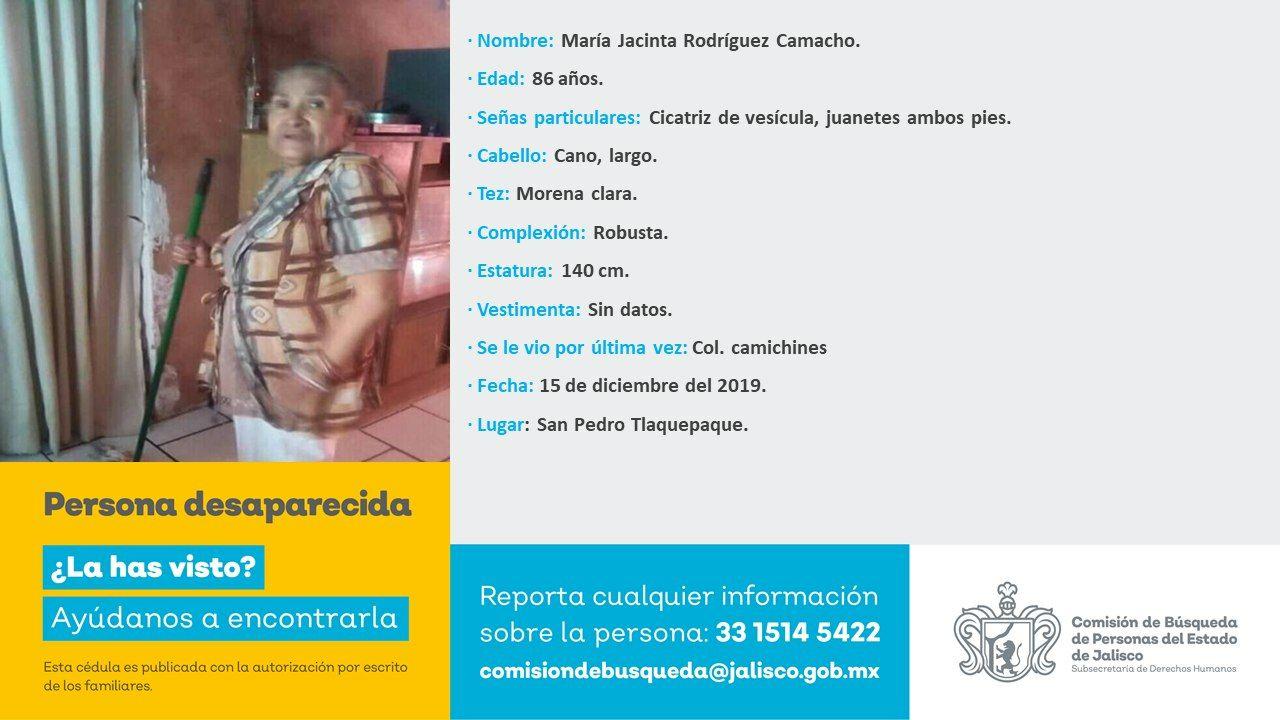 · Nombre: María Jacinta Rodríguez Camacho.
· Edad: 86 años.
· Señas particulares: Cicatriz de vesícula, juanetes ambos pies.
· Cabello: Cano, largo.
· Tez: Morena clara.
· Complexión: Robusta.
· Estatura: 140 cm.
· Vestimenta: Sin datos.
· Se le vio por última vez: Col. camichines
· Fecha: 15 de diciembre del 2019.
· Lugar: San Pedro Tlaquepaque.
Persona desaparecida
¿La has visto?
Ayúdanos a encontrarla
Esta cédula es publicada con la autorización por escrito
de los familiares.
Reporta cualquier información
sobre la persona: 33 1514 5422
comisiondebusqueda@jalisco.gob.mx
Comisión de Búsqueda
de Personas del Estado
de Jalisco
Subsecretaría de Derechos Humanos